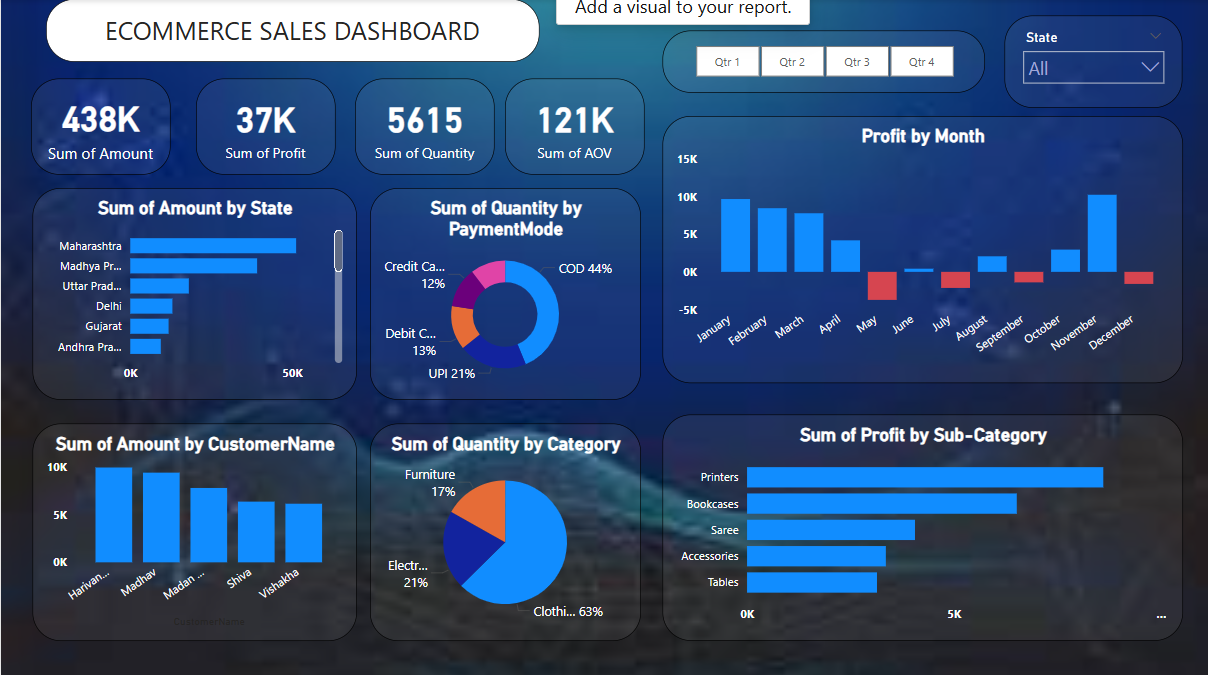 Add a visual to your report.
ECOMMERCE SALES DASHBOARD
Qtr 1
Qtr 2
Qtr 3
Qtr 4
State
All
438K
Sum of Amount
37K
Sum of Profit
5615
Sum of Quantity
121K
Sum of AOV
Sum of Amount by State
Maharashtra
Madhya Pr...
Uttar Prad...
Delhi
Gujarat
Andhra Pra...
0K
50K
Sum of Quantity by
PaymentMode
Credit Ca...
12%
COD 44%
Debit C...
13%
UPI 21%
Profit by Month
15K
10K
5K
0K
-5K
January
February
March
April
May
June
July
August
September
October
November
December
Sum of Amount by CustomerName
10K
5K
0K
Harivan...
Madhav
Madan ...
Shiva
Vishakha
CustomerName
Sum of Quantity by Category
Furniture
17%
Electr...
21%
Clothi... 63%
Sum of Profit by Sub-Category
Printers
Bookcases
Saree
Accessories
Tables
0K
5K
...